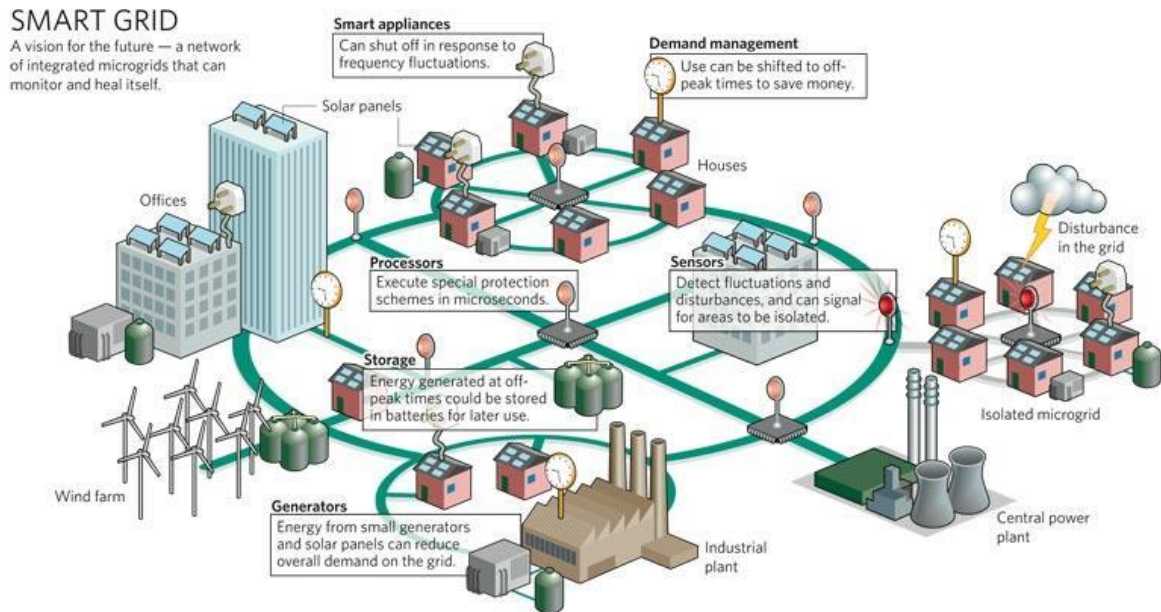 SMART GRID
A vision for the future — a network
of integrated microgrids that can
monitor and heal itself.
Smart appliances
Can shut off in response to
frequency fluctuations.
Demand management
Use can be shifted to off-
peak times to save money.
Solar panels
Houses
Offices
Disturbance
in the grid
Processors
Execute special protection
schemes in microseconds.
Sensors
Detect fluctuations and
disturbances, and can signal
for areas to be isolated.
Storage
Energy generated at off-
peak times could be stored
in batteries for later use.
Isolated microgrid
Wind farm
Generators
Energy from small generators
and solar panels can reduce
overall demand on the grid.
Industrial
plant
Central power
plant